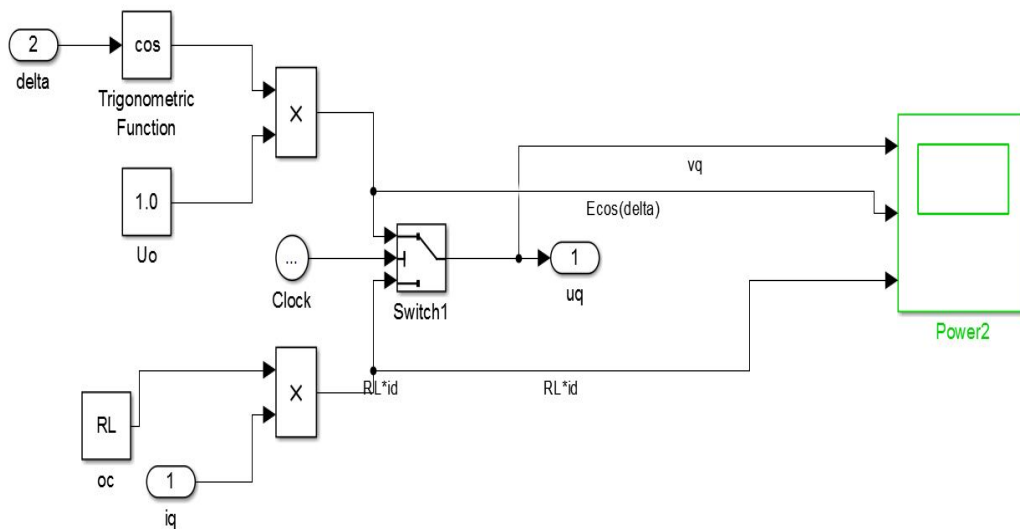 2
delta
cos
Trigonometric
Function
X
1.0
Uo
vq
Ecos(delta)
...
Clock
Switch1
1
uq
Power2
X
RL*id
RL*id
RL
oc
1
iq